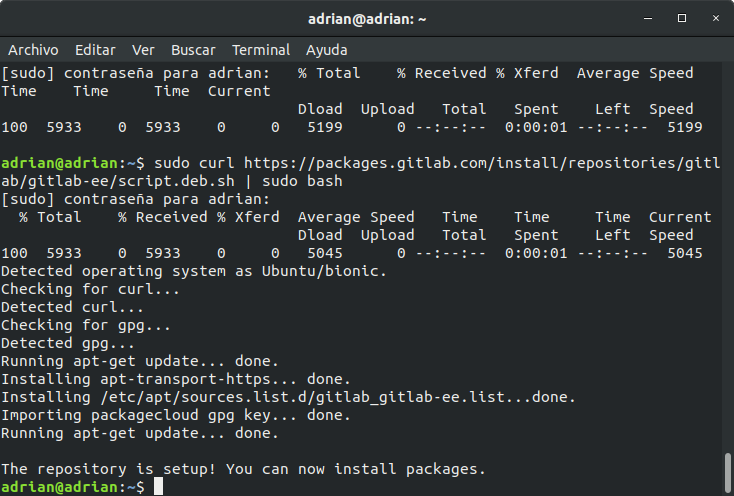 adrian@adrian: ~
Archivo Editar Ver Buscar Terminal Ayuda
[sudo] contraseña para adrian:   % Total    % Received % Xferd  Average Speed
Time    Time     Time  Current
                                 Dload  Upload   Total   Spent    Left  Speed
100  5933    0  5933    0     0   5199      0 --:--:--  0:00:01 --:--:--  5199
adrian@adrian:~$ sudo curl https://packages.gitlab.com/install/repositories/gitl
ab/gitlab-ee/script.deb.sh | sudo bash
[sudo] contraseña para adrian:
  % Total    % Received % Xferd  Average Speed   Time    Time     Time  Current
                                 Dload  Upload   Total   Spent    Left  Speed
100  5933    0  5933    0     0   5045      0 --:--:--  0:00:01 --:--:--  5045
Detected operating system as Ubuntu/bionic.
Checking for curl...
Detected curl...
Checking for gpg...
Detected gpg...
Running apt-get update... done.
Installing apt-transport-https... done.
Installing /etc/apt/sources.list.d/gitlab_gitlab-ee.list...done.
Importing packagecloud gpg key... done.
Running apt-get update... done.
The repository is setup! You can now install packages.
adrian@adrian:~$